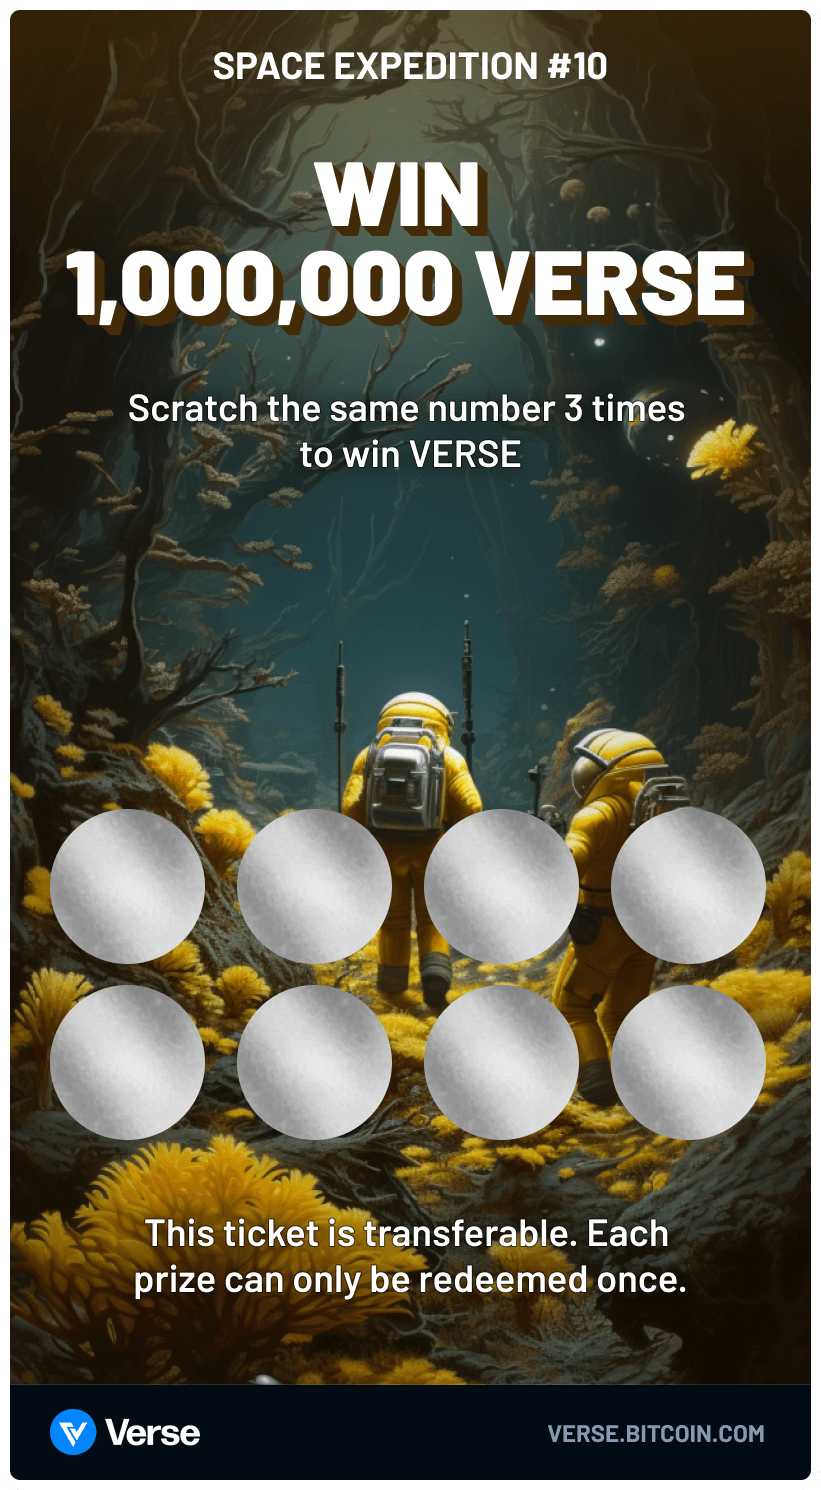 SPACE EXPEDITION #10
WIN
1,000,000 VERSE
Scratch the same number 3 times
to win VERSE
This ticket is transferable. Each
prize can only be redeemed once.
Verse
VERSE.BITCOIN.COM